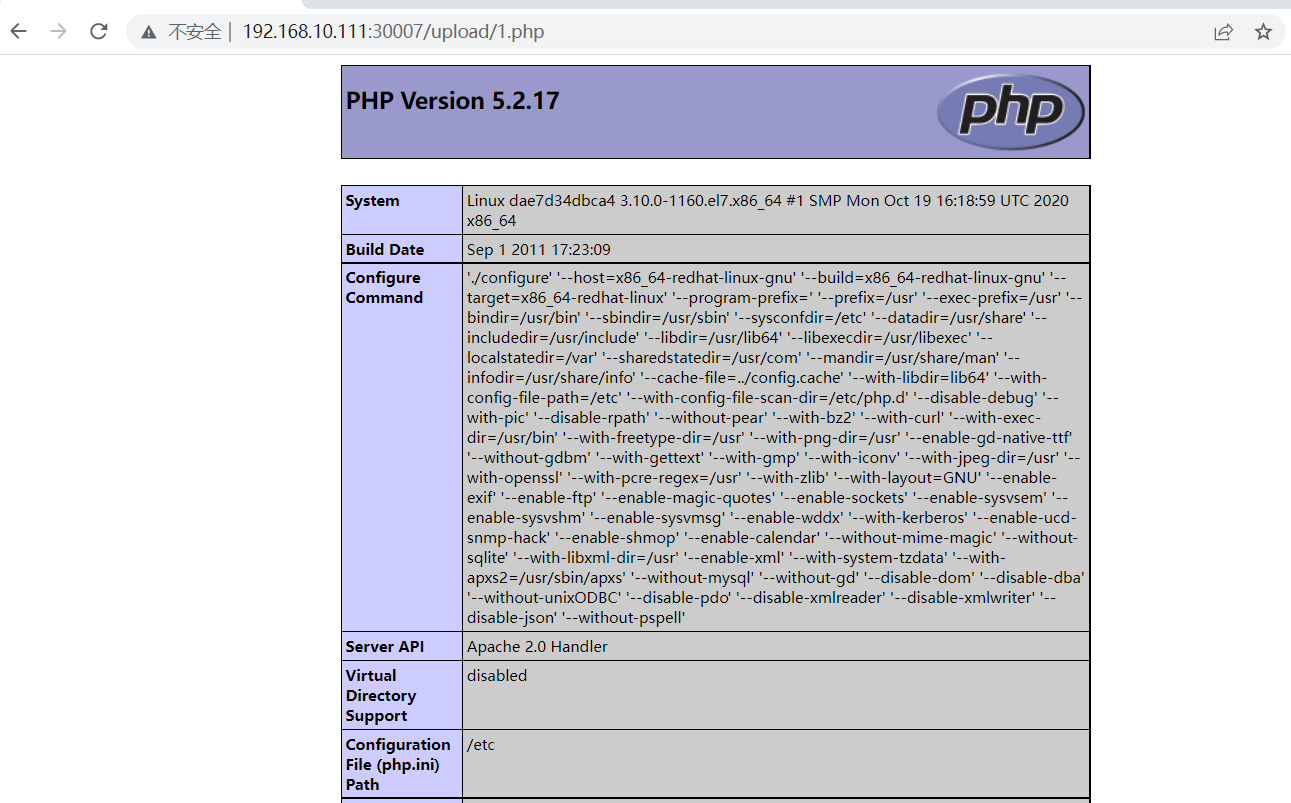 不安全 | 192.168.10.111:30007/upload/1.php
PHP Version 5.2.17
php
System
Linux dae7d34dbca4 3.10.0-1160.el7.x86_64 #1 SMP Mon Oct 19 16:18:59 UTC 2020
x86_64
Build Date
Sep 1 2011 17:23:09
Configure
Command
'./configure' '--host=x86_64-redhat-linux-gnu' '--build=x86_64-redhat-linux-gnu' '--
target=x86_64-redhat-linux' '--program-prefix=' '--prefix=/usr' '--exec-prefix=/usr' '--
bindir=/usr/bin' '--sbindir=/usr/sbin' '--sysconfdir=/etc' '--datadir=/usr/share' '--
includedir=/usr/include' '--libdir=/usr/lib64' '--libexecdir=/usr/libexec' '--
localstatedir=/var' '--sharedstatedir=/usr/com' '--mandir=/usr/share/man' '--
infodir=/usr/share/info' '--cache-file=../config.cache' '--with-libdir=lib64' '--with-
config-file-path=/etc' '--with-config-file-scan-dir=/etc/php.d' '--disable-debug' '--
with-pic' '--disable-rpath' '--without-pear' '--with-bz2' '--with-curl' '--with-exec-
dir=/usr/bin' '--with-freetype-dir=/usr' '--with-png-dir=/usr' '--enable-gd-native-ttf'
'--without-gdbm' '--with-gettext' '--with-gmp' '--with-iconv' '--with-jpeg-dir=/usr' '--
with-openssl' '--with-pcre-regex=/usr' '--with-zlib' '--with-layout=GNU' '--enable-
exif' '--enable-ftp' '--enable-magic-quotes' '--enable-sockets' '--enable-sysvsem' '--
enable-sysvshm' '--enable-sysvmsg' '--enable-wddx' '--with-kerberos' '--enable-ucd-
snmp-hack' '--enable-shmop' '--enable-calendar' '--without-mime-magic' '--without-
sqlite' '--with-libxml-dir=/usr' '--enable-xml' '--with-system-tzdata' '--with-
apxs2=/usr/sbin/apxs' '--without-mysql' '--without-gd' '--disable-dom' '--disable-dba'
'--without-unixODBC' '--disable-pdo' '--disable-xmlreader' '--disable-xmlwriter' '--
disable-json' '--without-pspell'
Server API
Apache 2.0 Handler
Virtual
Directory
Support
disabled
Configuration
File (php.ini)
Path
/etc